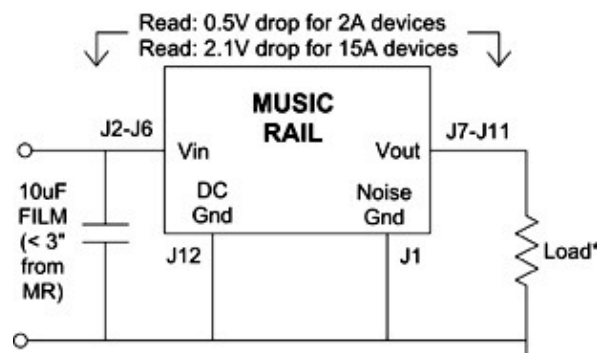 Read: 0.5V drop for 2A devices
Read: 2.1V drop for 15A devices
MUSIC
RAIL
J2-J6
J7-J11
Vin
Vout
DC
Gnd
Noise
Gnd
10uF
FILM
(< 3"
from
MR)
J12
J1
Load*